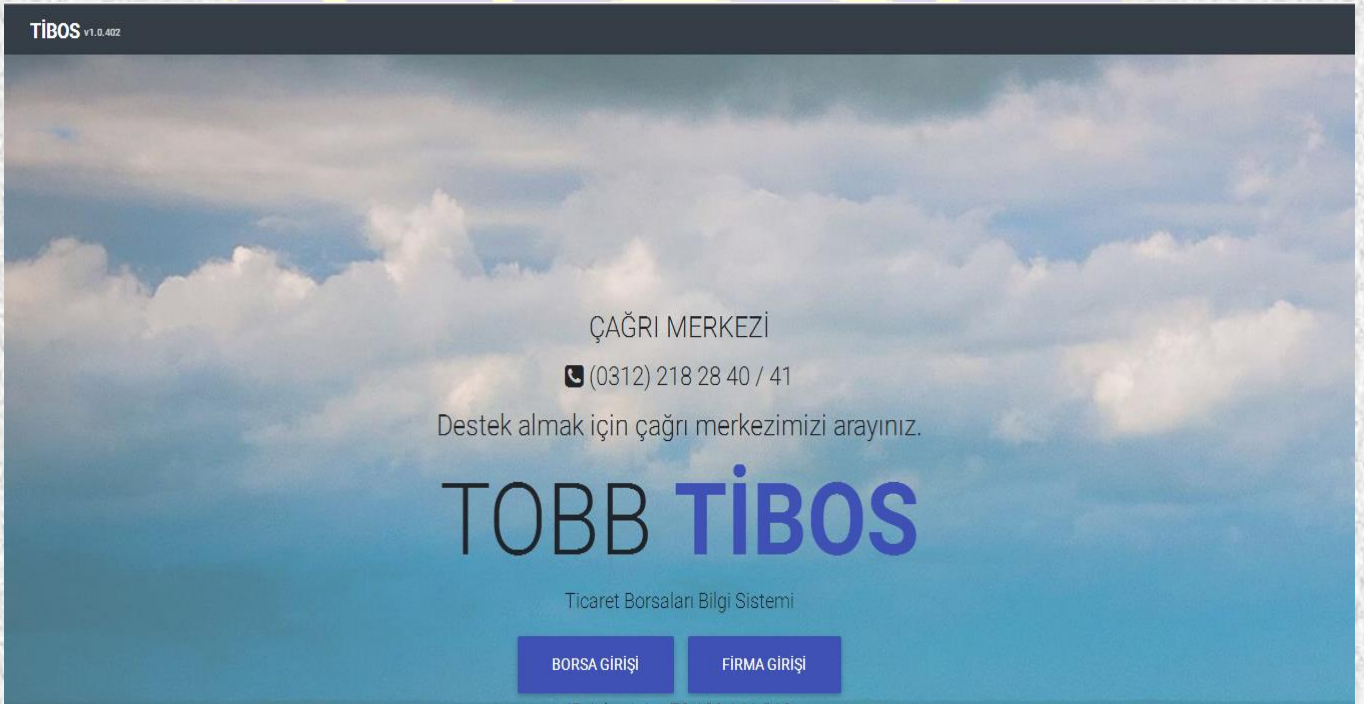 TİBOS v1.0.402
ÇAĞRI MERKEZİ
(0312) 218 28 40 / 41
Destek almak için çağrı merkezimizi arayınız.
TOBB TİBOS
Ticaret Borsaları Bilgi Sistemi
BORSA GİRİŞİ FİRMA GİRİŞİ